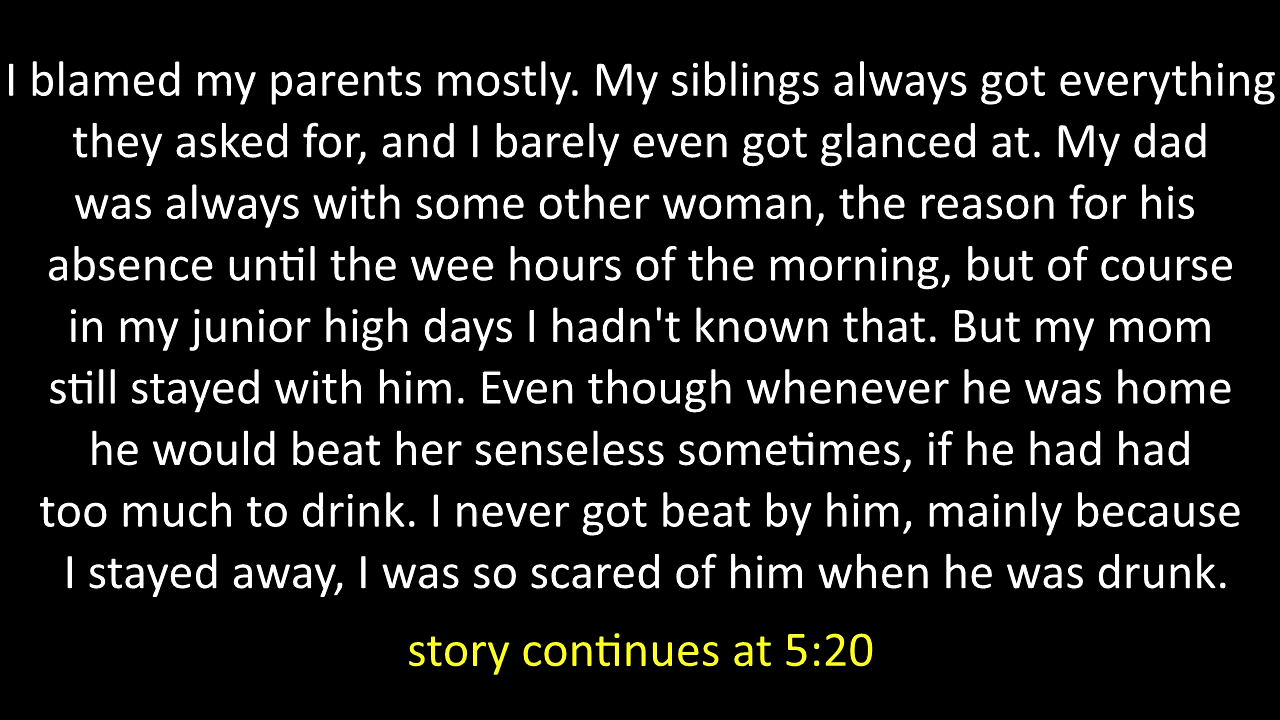 I blamed my parents mostly. My siblings always got everything
they asked for, and I barely even got glanced at. My dad
was always with some other woman, the reason for his
absence until the wee hours of the morning, but of course
in my junior high days I hadn't known that. But my mom
still stayed with him. Even though whenever he was home
he would beat her senseless sometimes, if he had had
too much to drink. I never got beat by him, mainly because
I stayed away, I was so scared of him when he was drunk.
story continues at 5:20